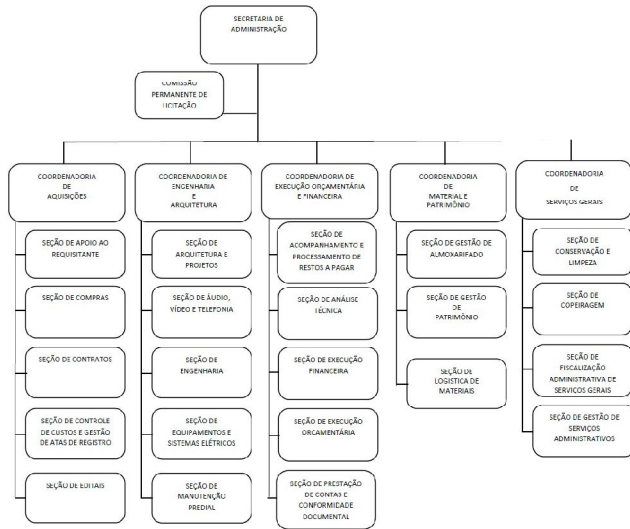 SECRETARIA DE
ADMINISTRAÇÃO
COMISSÃO
PERMANENTE DE
LICITAÇÃO
COORDENADORIA
DE
AQUISIÇÕES
COORDENADORIA DE
ENGENHARIA
E
ARQUITETURA
COORDENADORIA DE
EXECUÇÃO ORÇAMENTÁRIA
E FINANCEIRA
COORDENADORIA
DE
MATERIAL E
PATRIMÔNIO
COORDENADORIA
DE
SERVIÇOS GERAIS
SEÇÃO DE APOIO AO
REQUISITANTE
SEÇÃO DE COMPRAS
SEÇÃO DE CONTRATOS
SEÇÃO DE CONTROLE
DE CUSTOS E GESTÃO
DE ATAS DE REGISTRO
SEÇÃO DE EDITAIS
SEÇÃO DE
ARQUITETURA E
PROJETOS
SEÇÃO DE ÁUDIO,
VÍDEO E TELEFONIA
SEÇÃO DE
ENGENHARIA
SEÇÃO DE
EQUIPAMENTOS E
SISTEMAS ELÉTRICOS
SEÇÃO DE
MANUTENÇÃO
PREDIAL
SEÇÃO DE
ACOMPANHAMENTO E
PROCESSAMENTO DE
RESTOS A PAGAR
SEÇÃO DE ANÁLISE
TÉCNICA
SEÇÃO DE EXECUÇÃO
FINANCEIRA
SEÇÃO DE EXECUÇÃO
ORCAMENTÁRIA
SEÇÃO DE PRESTAÇÃO
DE CONTAS E
CONFORMIDADE
DOCUMENTAL
SEÇÃO DE GESTÃO DE
ALMOXARIFADO
SEÇÃO DE GESTÃO
DE
PATRIMÔNIO
SEÇÃO DE
LOGISTICA DE
MATERIAIS
SEÇÃO DE
CONSERVAÇÃO E
LIMPEZA
SEÇÃO DE
COPEIRAGEM
SEÇÃO DE
FISCALIZAÇÃO
ADMINISTRATIVA DE
SERVIÇOS GERAIS
SEÇÃO DE GESTÃO DE
SERVIÇOS
ADMINISTRATIVOS